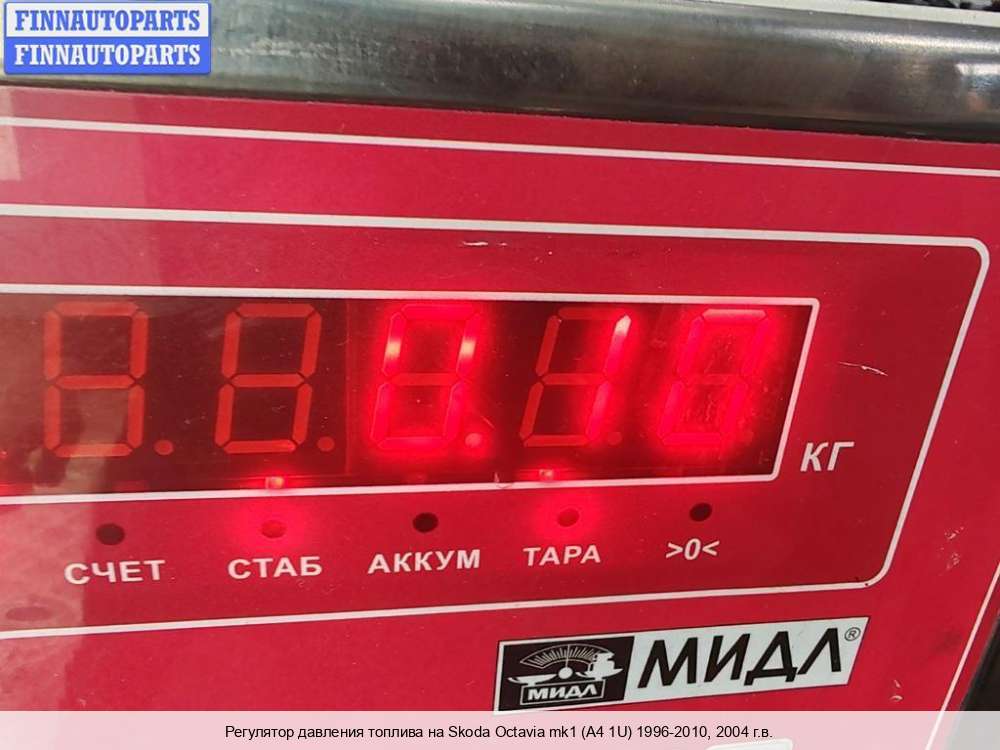 FINNAUTOPARTS
FINNAUTOPARTS
0.10
КГ
СЧЕТ СТАБ АККУМ ТАРА >0<
МИДЛ МИДЛ®
Регулятор давления топлива на Skoda Octavia mk1 (A4 1U) 1996-2010, 2004 г.в.